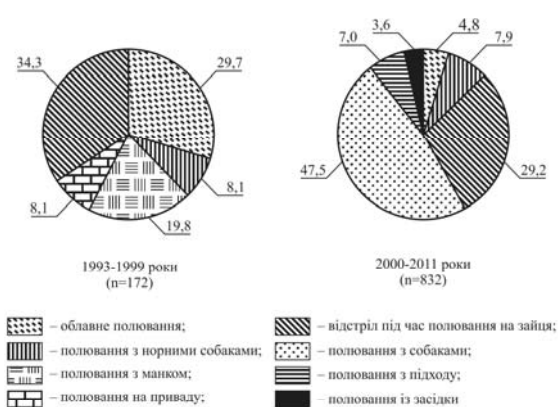 34,3
29,7
8,1
19,8
8,1
1993-1999 роки
(n=172)
7,0
3,6
4,8
7,9
29,2
47,5
2000-2011 роки
(n=832)
– облавне полювання;
– полювання з норними собаками;
– полювання з манком;
– полювання на приваду;
– відстріл під час полювання на зайця;
– полювання з собаками;
– полювання з підходу;
– полювання із засідки